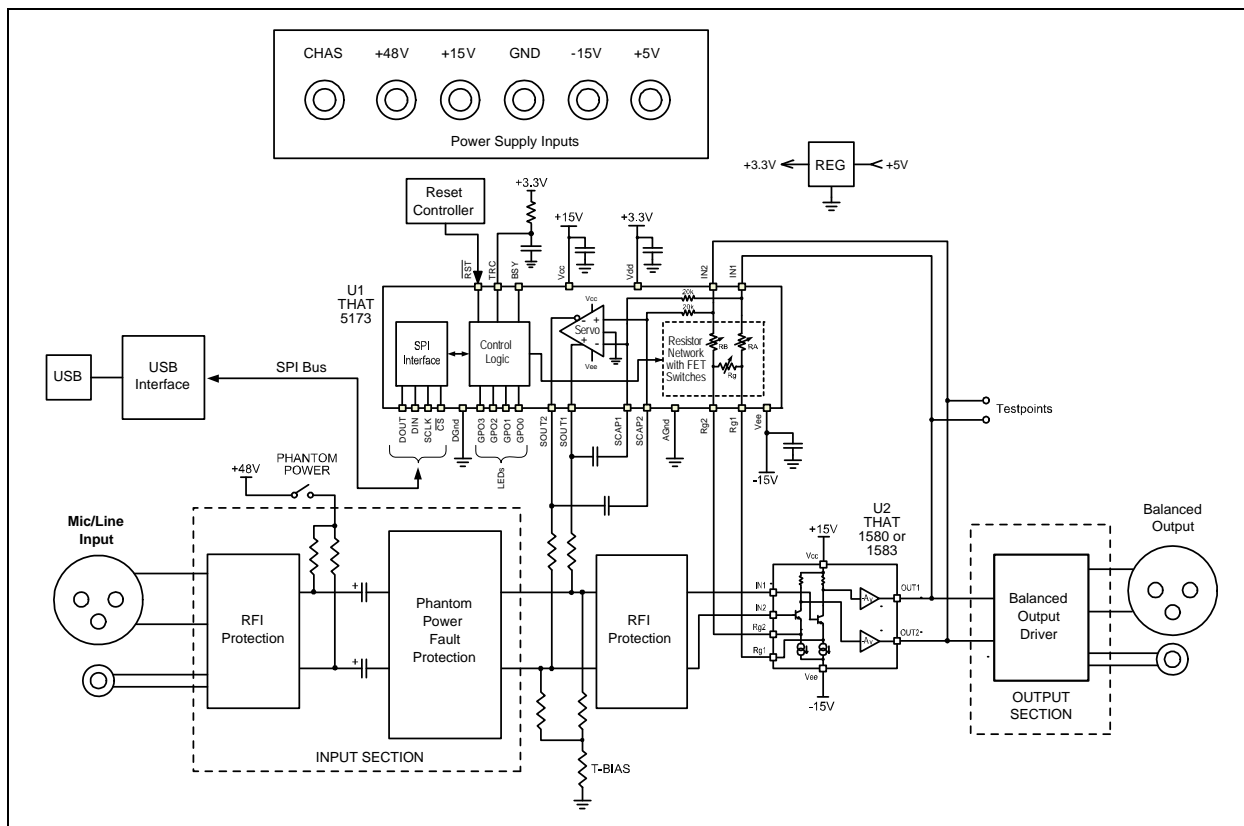 CHAS +48V +15V GND -15V +5V
Power Supply Inputs
+3.3V REG +5V
Reset
Controller
+3.3V
+15V
+3.3V
RST
TRC
BSY
Vcc
Vdd
IN2
IN1
U1
THAT
5173
SPI
Interface
Control
Logic
Vcc
Servo
Vee
20k
20k
Resistor
Network
with FET
Switches
RB
RA
Rg
USB
USB
Interface
SPI Bus
DOUT
DIN
SCLK
CS
DGnd
GPO3
GPO2
GPO1
GPO0
SOUT2
SOUT1
SCAP1
SCAP2
AGnd
Rg2
Rg1
Vee
LEDs
-15V
Testpoints
+48V
PHANTOM
POWER
Mic/Line
Input
RFI
Protection
+
+
Phantom
Power
Fault
Protection
INPUT SECTION
RFI
Protection
T-BIAS
U2
THAT
1580 or
1583
+15V
Vcc
IN1
IN2
Rg2
Rg1
-Av
-Av
OUT1
OUT2
Vee
-15V
Balanced
Output
Driver
OUTPUT
SECTION
Balanced
Output